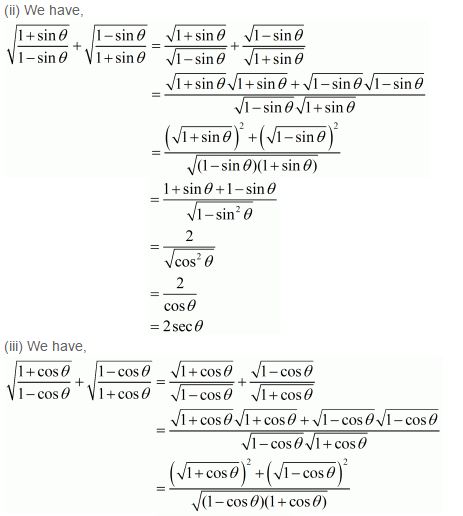 (ii) We have,
√((1+sinθ)/(1−sinθ)) + √((1−sinθ)/(1+sinθ)) = √(1+sinθ)/√(1−sinθ) + √(1−sinθ)/√(1+sinθ)
= (√(1+sinθ)√(1+sinθ) + √(1−sinθ)√(1−sinθ))/(√(1−sinθ)√(1+sinθ))
= ((√(1+sinθ))² + (√(1−sinθ))²)/√((1−sinθ)(1+sinθ))
= (1+sinθ+1−sinθ)/√(1−sin²θ)
= 2/√(cos²θ)
= 2/cosθ
= 2secθ
(iii) We have,
√((1+cosθ)/(1−cosθ)) + √((1−cosθ)/(1+cosθ)) = √(1+cosθ)/√(1−cosθ) + √(1−cosθ)/√(1+cosθ)
= (√(1+cosθ)√(1+cosθ) + √(1−cosθ)√(1−cosθ))/(√(1−cosθ)√(1+cosθ))
= ((√(1+cosθ))² + (√(1−cosθ))²)/√((1−cosθ)(1+cosθ))